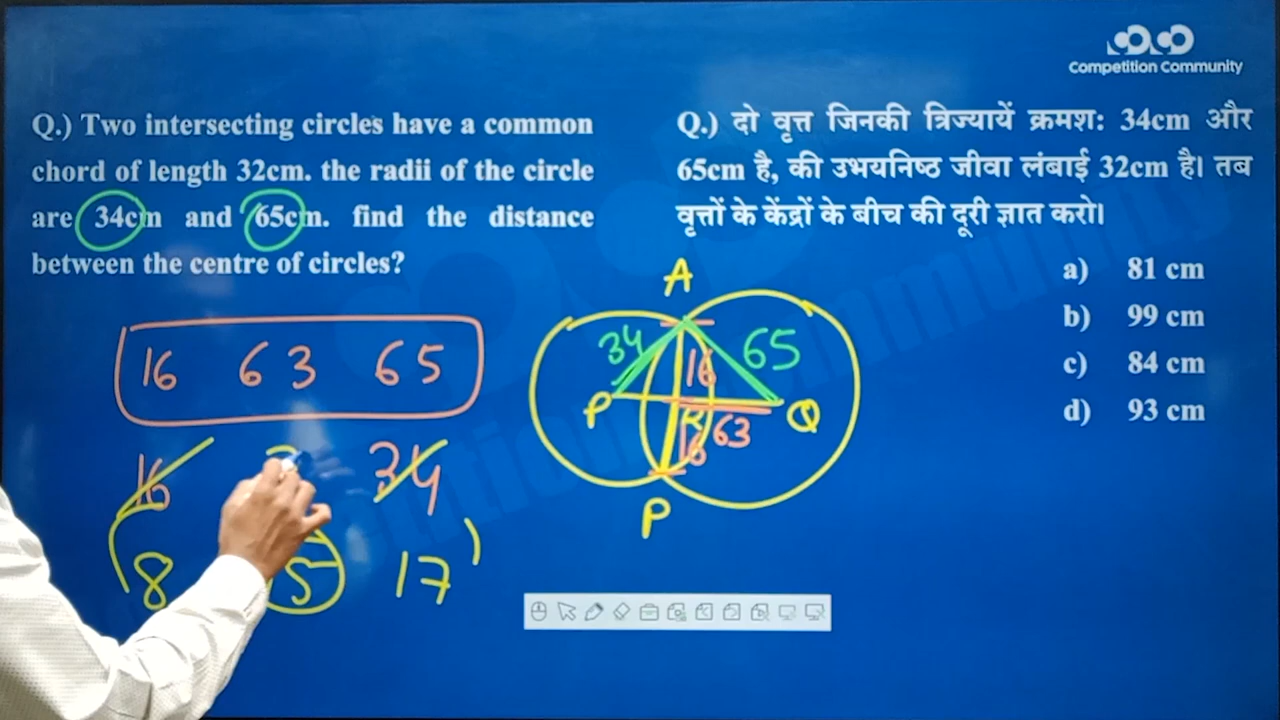 Competition Community
Q.) Two intersecting circles have a common
chord of length 32cm. the radii of the circle
are 34cm and 65cm. find the distance
between the centre of circles?
Q.) दो वृत्त जिनकी त्रिज्यायें क्रमश: 34cm और
65cm है, की उभयनिष्ठ जीवा लंबाई 32cm है। तब
वृत्तों के केंद्रों के बीच की दूरी ज्ञात करो।
a) 81 cm
b) 99 cm
c) 84 cm
d) 93 cm
16 63 65
16 34
8 17
A
34 16 65
P Q
16 63
P